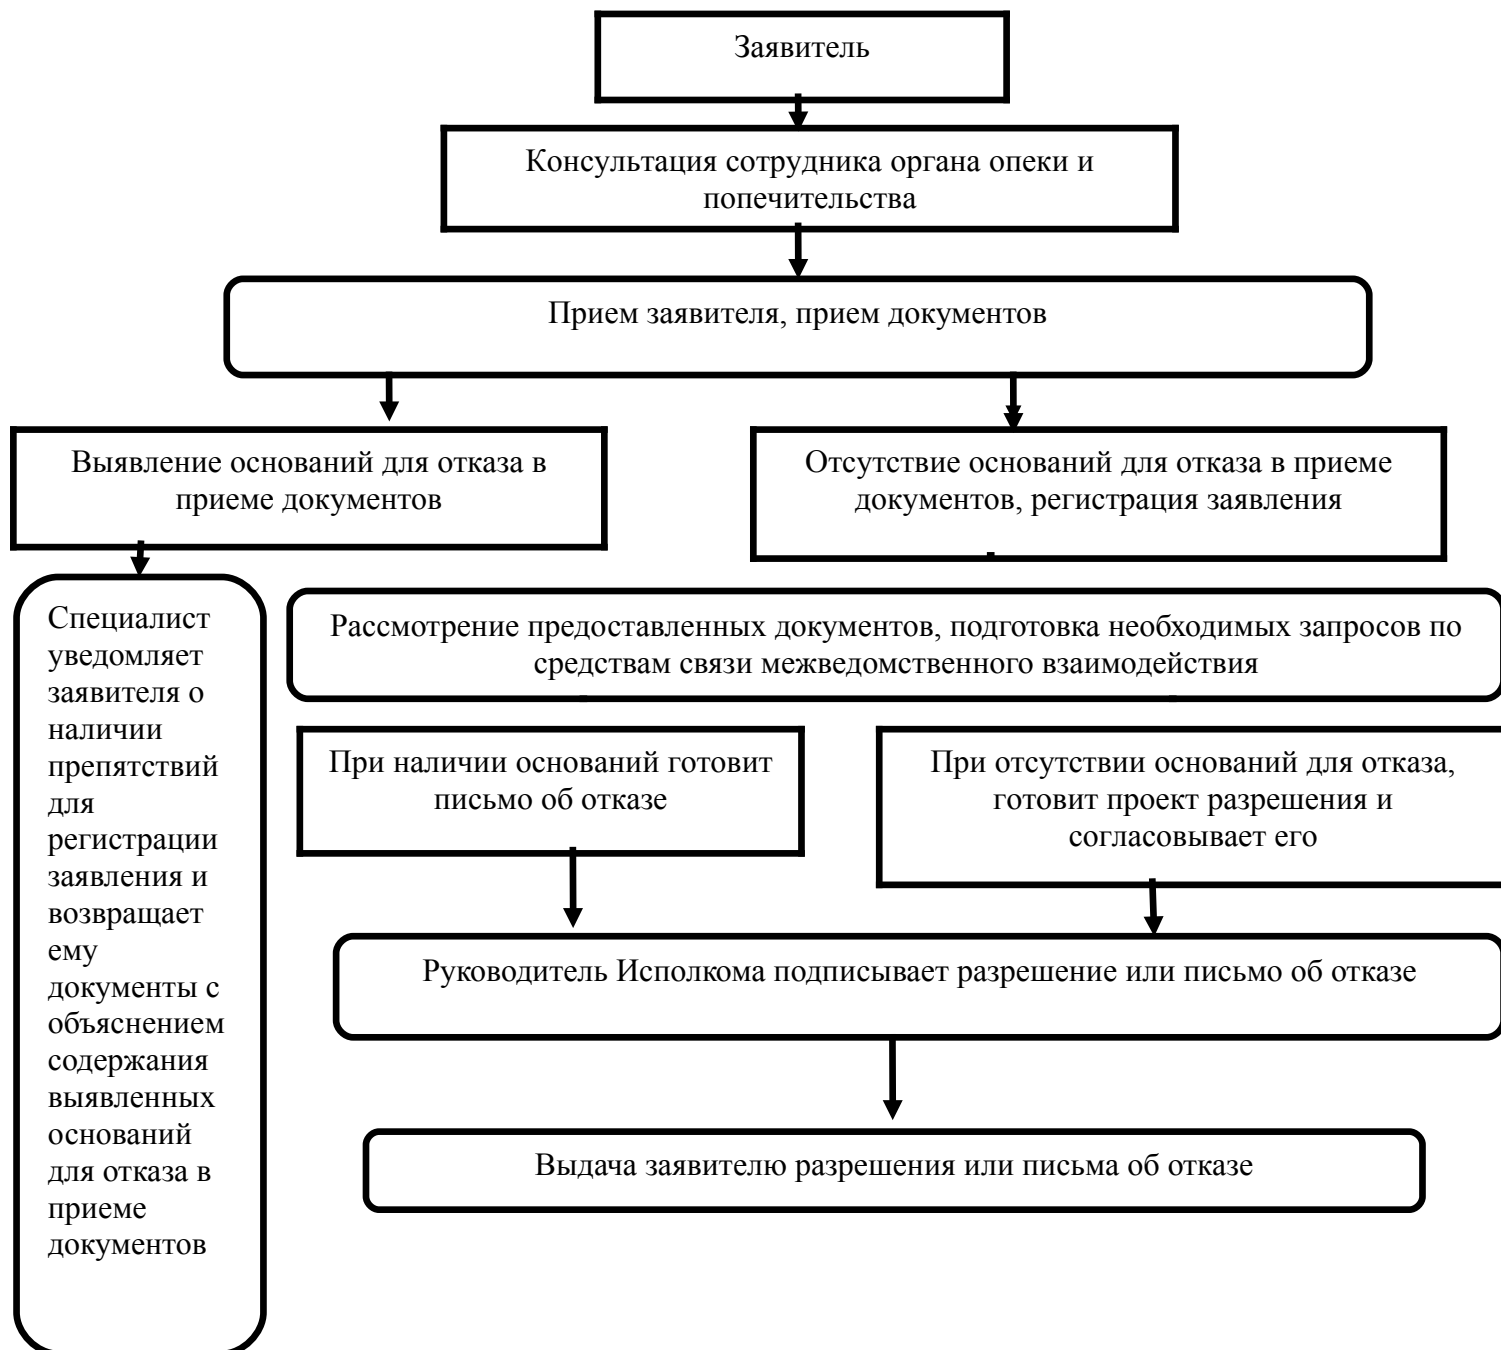 Заявитель
Консультация сотрудника органа опеки и
попечительства
Прием заявителя, прием документов
Выявление оснований для отказа в
приеме документов
Отсутствие оснований для отказа в приеме
документов, регистрация заявления
Специалист
уведомляет
заявителя о
наличии
препятствий
для
регистрации
заявления и
возвращает
ему
документы с
объяснением
содержания
выявленных
оснований
для отказа в
приеме
документов
Рассмотрение предоставленных документов, подготовка необходимых запросов по
средствам связи межведомственного взаимодействия
При наличии оснований готовит
письмо об отказе
При отсутствии оснований для отказа,
готовит проект разрешения и
согласовывает его
Руководитель Исполкома подписывает разрешение или письмо об отказе
Выдача заявителю разрешения или письма об отказе